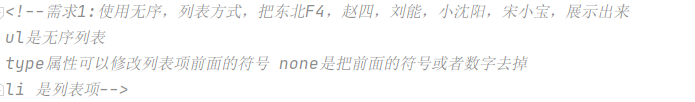 <!--需求1:使用无序，列表方式，把东北F4，赵四，刘能，小沈阳，宋小宝，展示出来
ul是无序列表
type属性可以修改列表项前面的符号 none是把前面的符号或者数字去掉
li 是列表项-->